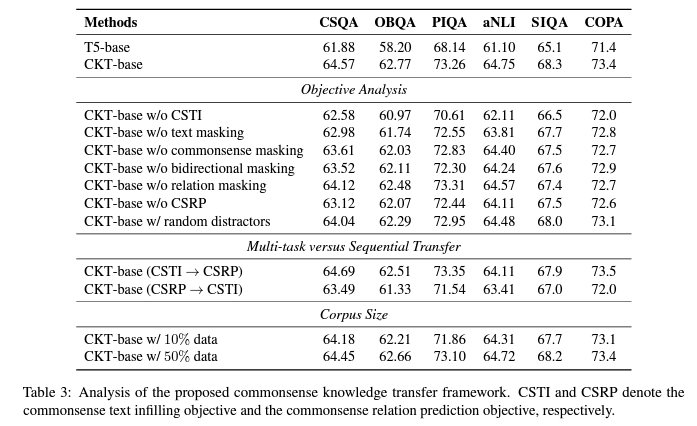 Methods CSQA OBQA PIQA aNLI SIQA COPA
T5-base 61.88 58.20 68.14 61.10 65.1 71.4
CKT-base 64.57 62.77 73.26 64.75 68.3 73.4
Objective Analysis
CKT-base w/o CSTI 62.58 60.97 70.61 62.11 66.5 72.0
CKT-base w/o text masking 62.98 61.74 72.55 63.81 67.7 72.8
CKT-base w/o commonsense masking 63.61 62.03 72.83 64.40 67.5 72.7
CKT-base w/o bidirectional masking 63.52 62.11 72.30 64.24 67.6 72.9
CKT-base w/o relation masking 64.12 62.48 73.31 64.57 67.4 72.7
CKT-base w/o CSRP 63.12 62.07 72.44 64.11 67.5 72.6
CKT-base w/ random distractors 64.04 62.29 72.95 64.48 68.0 73.1
Multi-task versus Sequential Transfer
CKT-base (CSTI → CSRP) 64.69 62.51 73.35 64.11 67.9 73.5
CKT-base (CSRP → CSTI) 63.49 61.33 71.54 63.41 67.0 72.0
Corpus Size
CKT-base w/ 10% data 64.18 62.21 71.86 64.31 67.7 73.1
CKT-base w/ 50% data 64.45 62.66 73.10 64.72 68.2 73.4
Table 3: Analysis of the proposed commonsense knowledge transfer framework. CSTI and CSRP denote the
commonsense text infilling objective and the commonsense relation prediction objective, respectively.